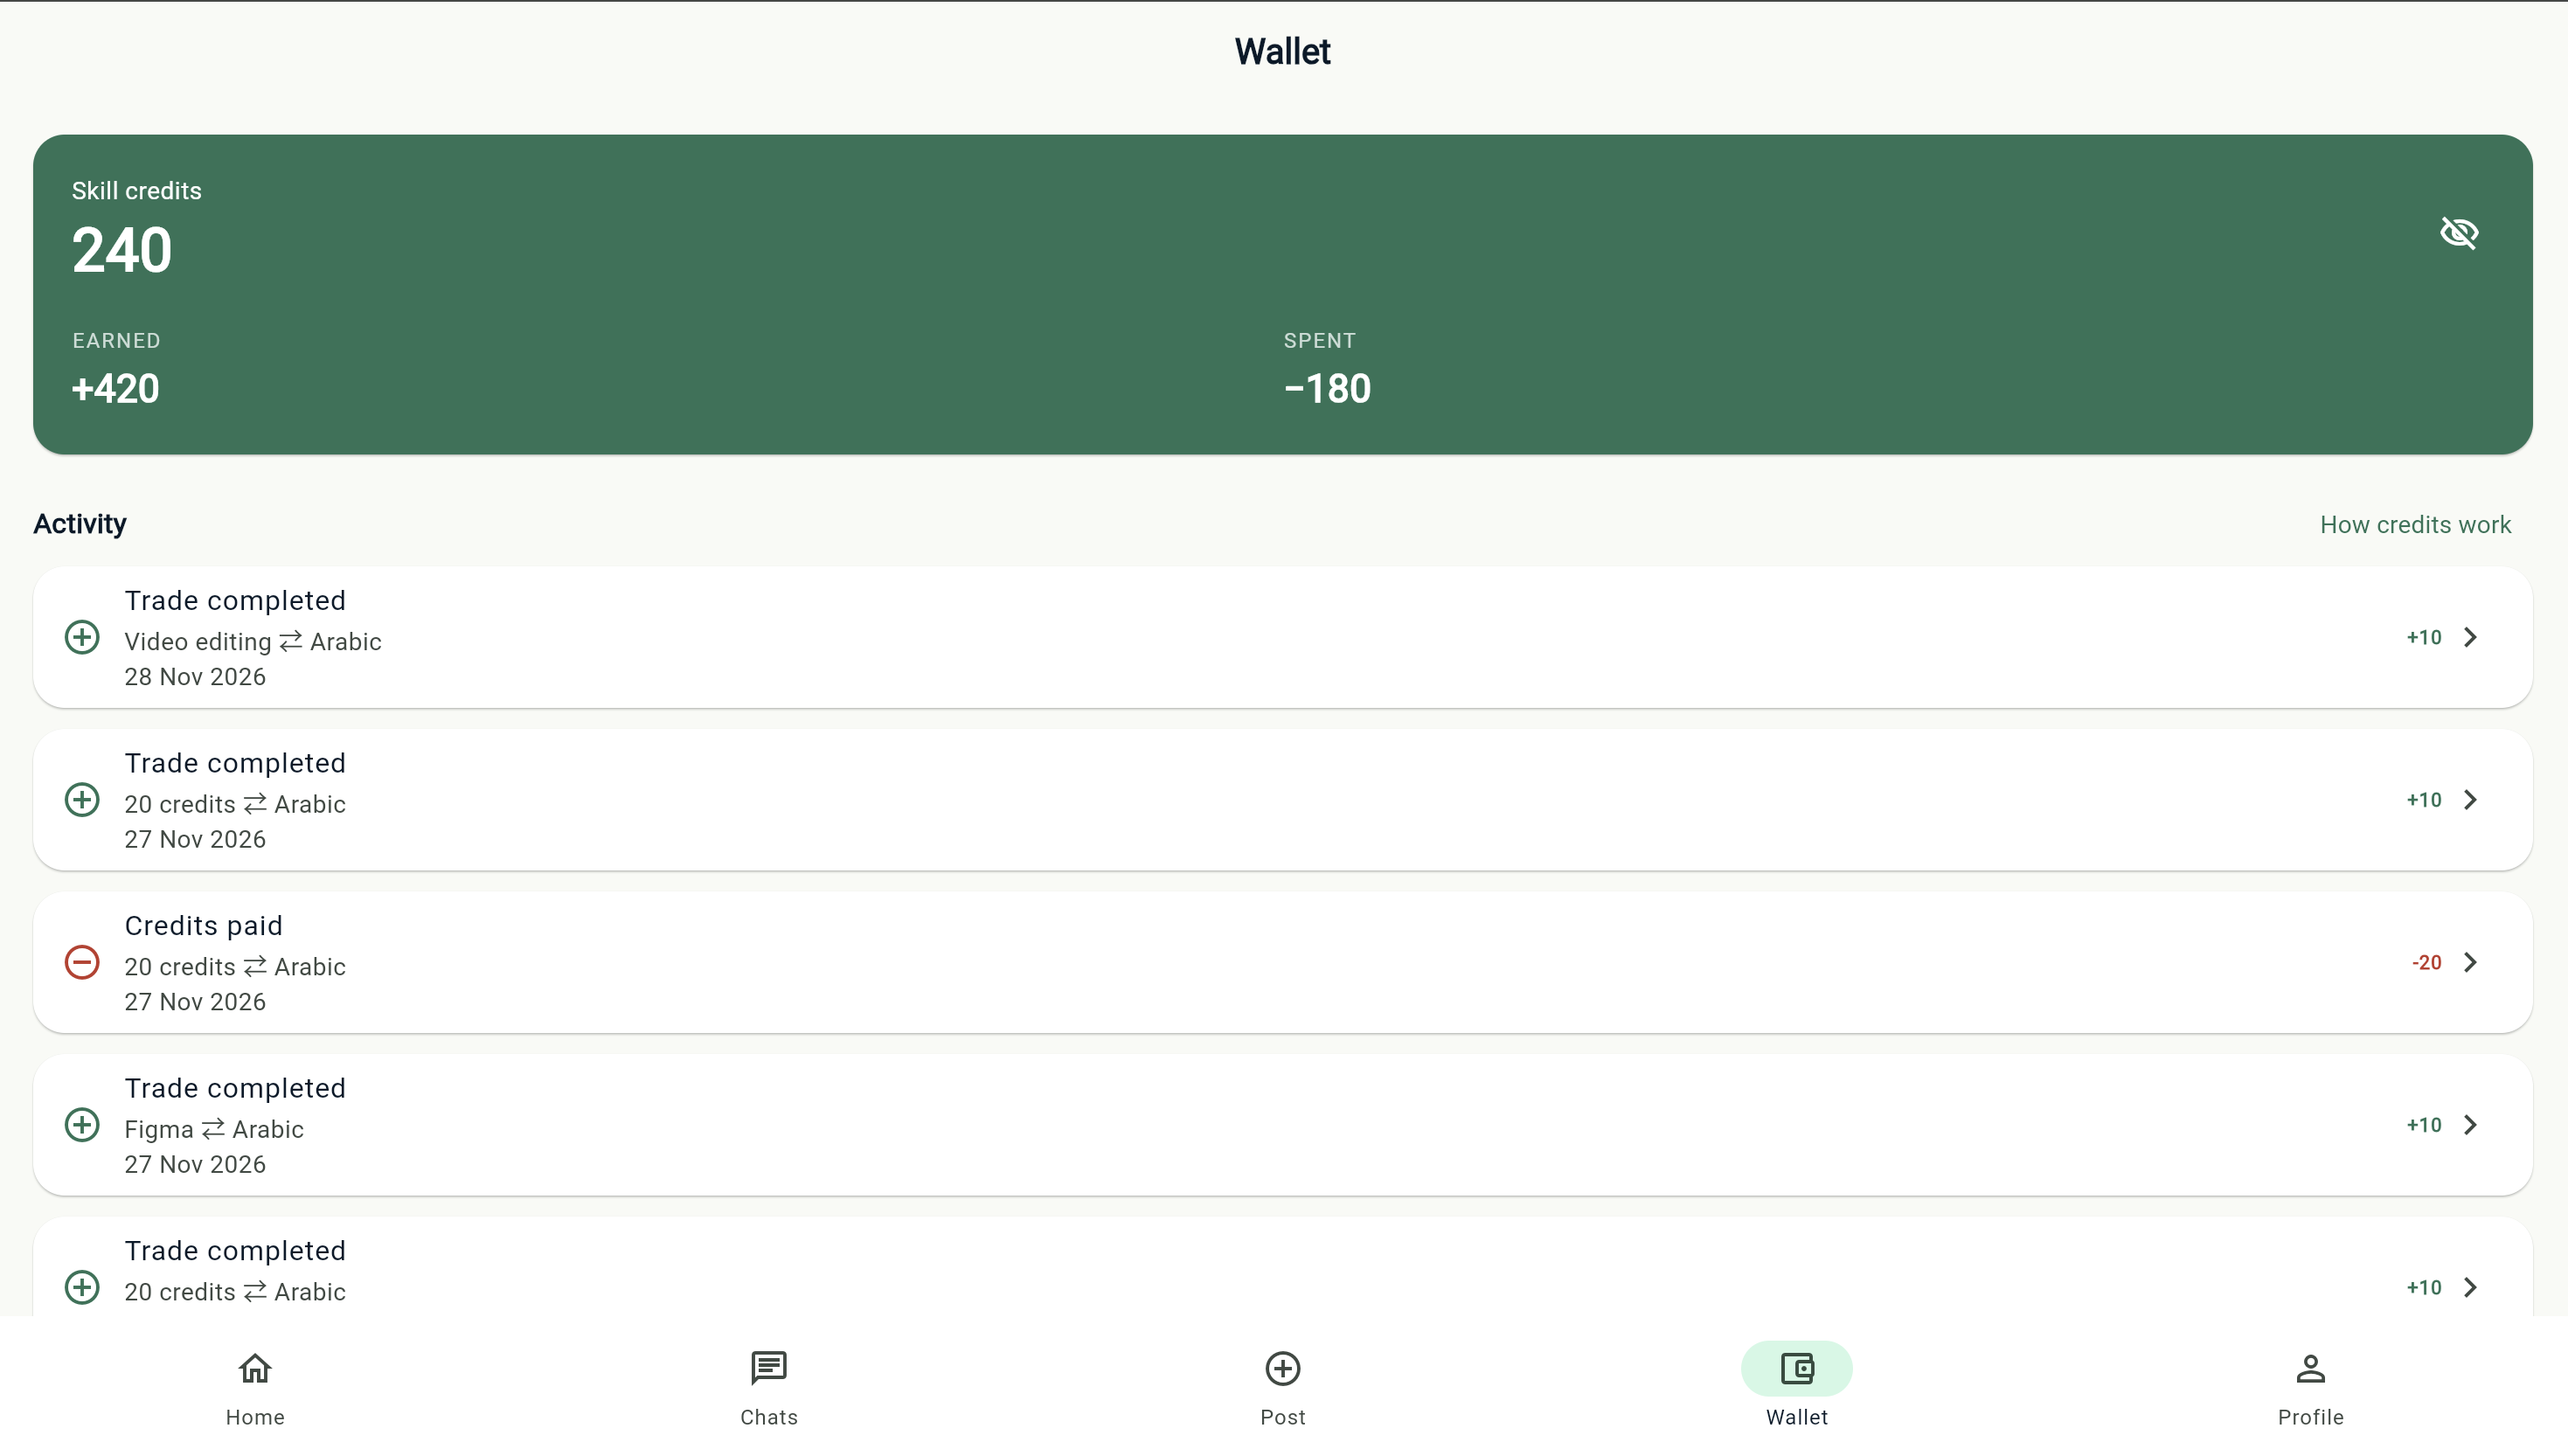 Wallet
Skill credits
240
EARNED
SPENT
+420
−180
Activity
How credits work
Trade completed
Video editing ⇄ Arabic
28 Nov 2026
+10
Trade completed
20 credits ⇄ Arabic
27 Nov 2026
+10
Credits paid
20 credits ⇄ Arabic
27 Nov 2026
-20
Trade completed
Figma ⇄ Arabic
27 Nov 2026
+10
Trade completed
20 credits ⇄ Arabic
+10
Home
Chats
Post
Wallet
Profile